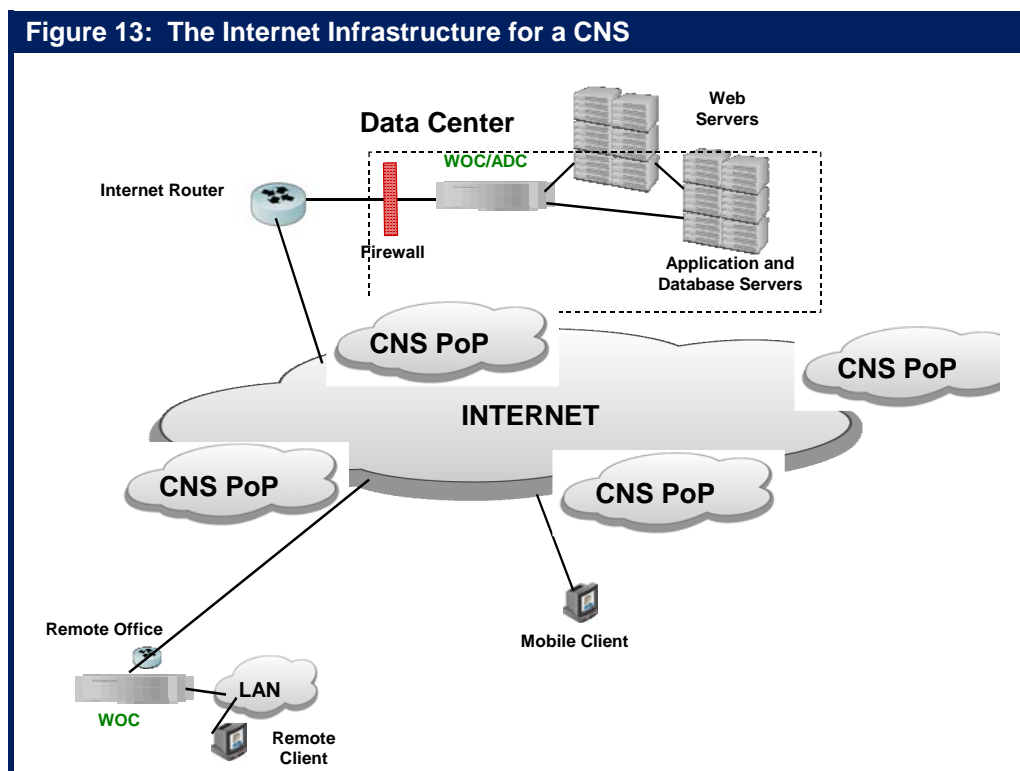 Figure 13: The Internet Infrastructure for a CNS
Web
Servers
Data Center
WOC/ADC
Internet Router
Firewall
Application and
Database Servers
CNS PoP
CNS PoP
INTERNET
CNS PoP
CNS PoP
Remote Office
Mobile Client
LAN
WOC
Remote
Client